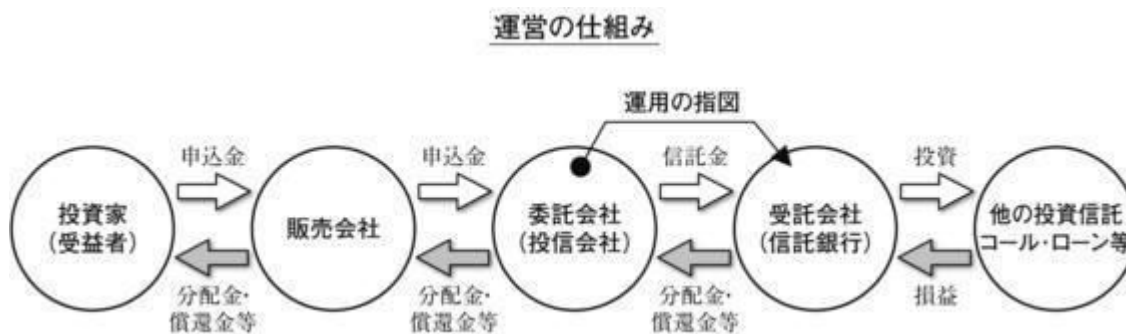 運営の仕組み
運用の指図
申込金
申込金
信託金
投資
投資家
(受益者)
販売会社
委託会社
(投信会社)
受託会社
(信託銀行)
他の投資信託
コール・ローン等
分配金・
償還金等
分配金・
償還金等
分配金・
償還金等
損益